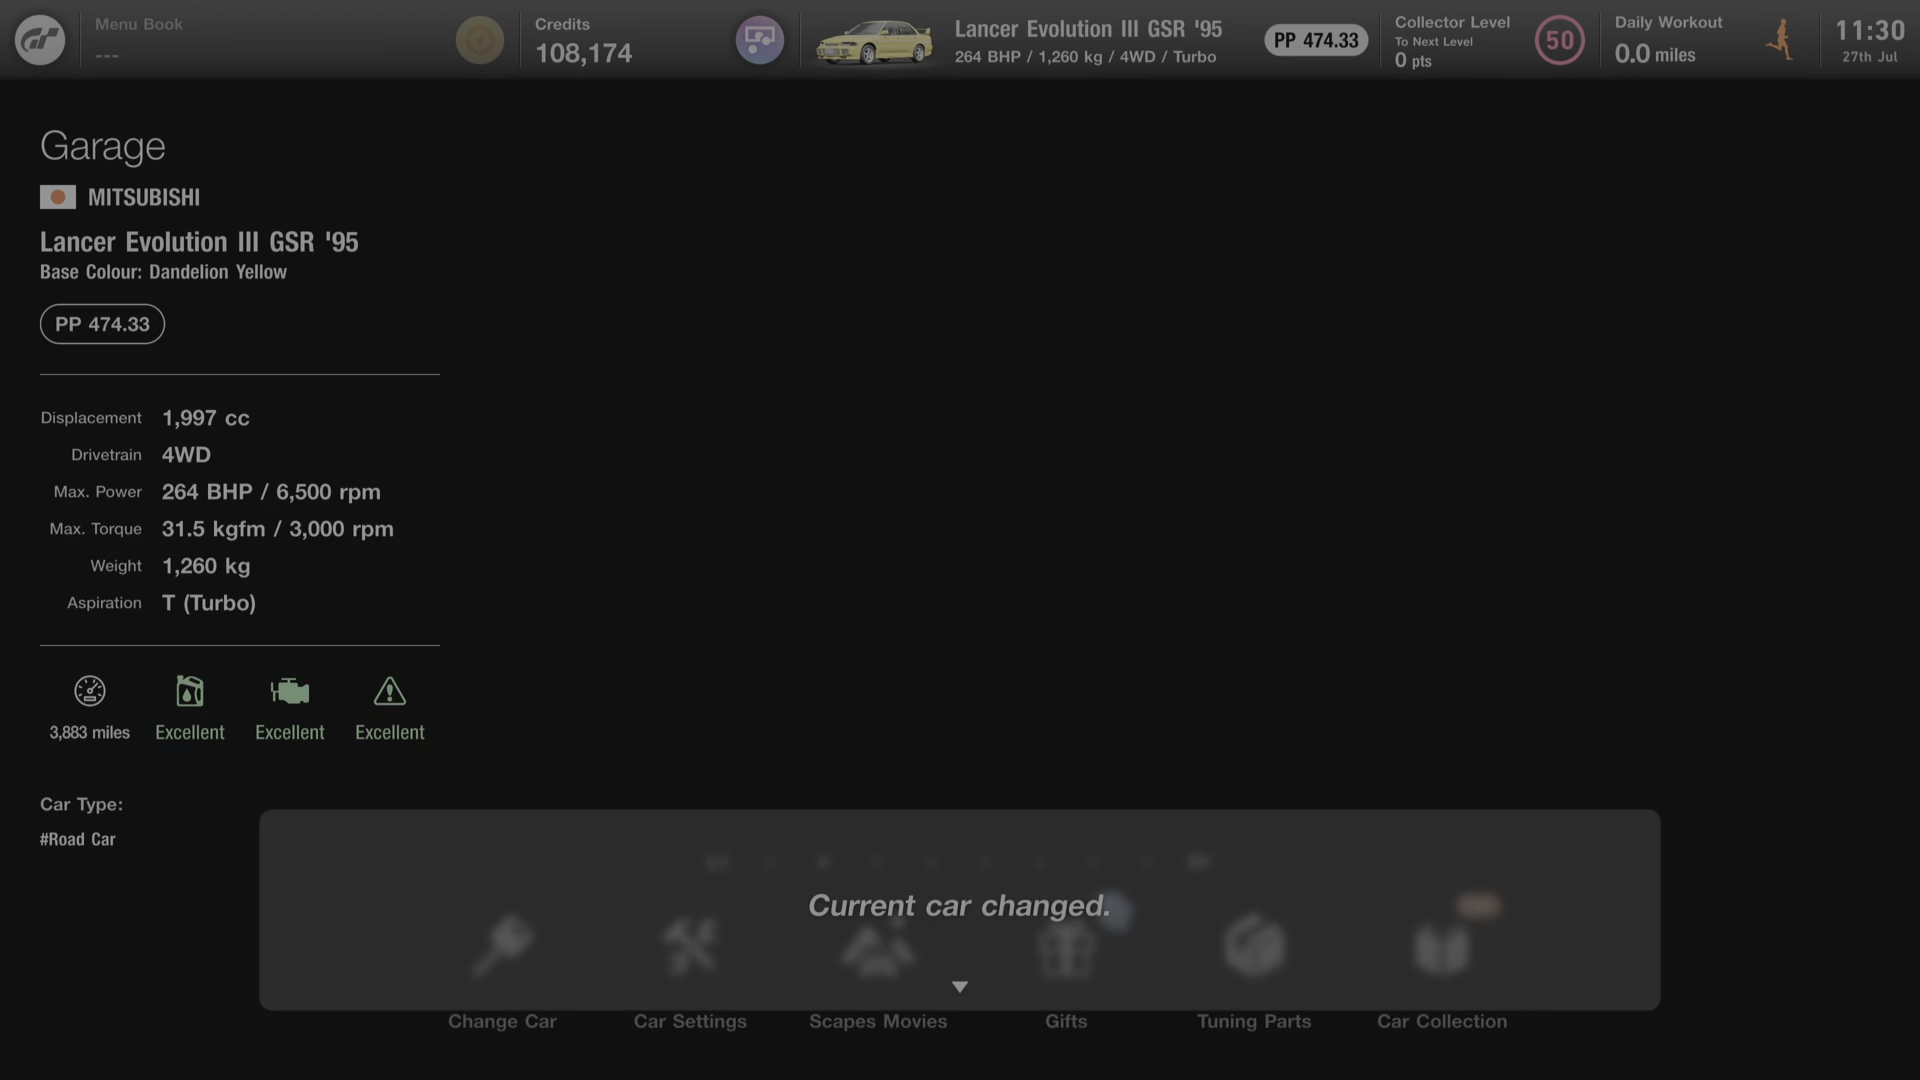 Menu Book
---
Credits
108,174
Lancer Evolution III GSR '95
264 BHP / 1,260 kg / 4WD / Turbo
PP 474.33
Collector Level
To Next Level
0 pts
50
Daily Workout
0.0 miles
11:30
27th Jul
Garage
MITSUBISHI
Lancer Evolution III GSR '95
Base Colour: Dandelion Yellow
PP 474.33
Displacement 1,997 cc
Drivetrain 4WD
Max. Power 264 BHP / 6,500 rpm
Max. Torque 31.5 kgfm / 3,000 rpm
Weight 1,260 kg
Aspiration T (Turbo)
3,883 miles Excellent Excellent Excellent
Car Type:
#Road Car
Current car changed.
Change Car Car Settings Scapes Movies Gifts Tuning Parts Car Collection